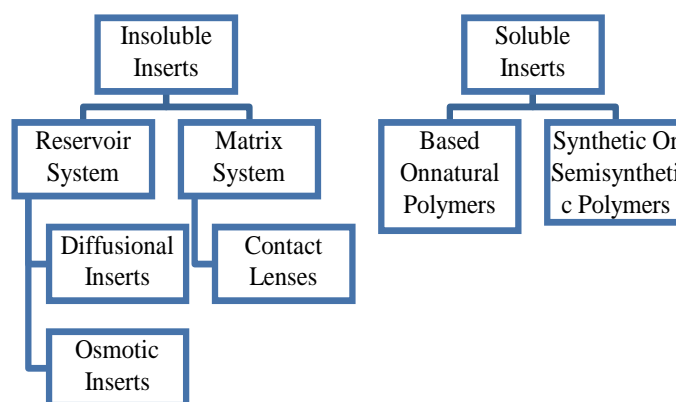 Insoluble
Inserts
Soluble
Inserts
Reservoir
System
Matrix
System
Based
Onnatural
Polymers
Synthetic Or
Semisyntheti
c Polymers
Diffusional
Inserts
Contact
Lenses
Osmotic
Inserts